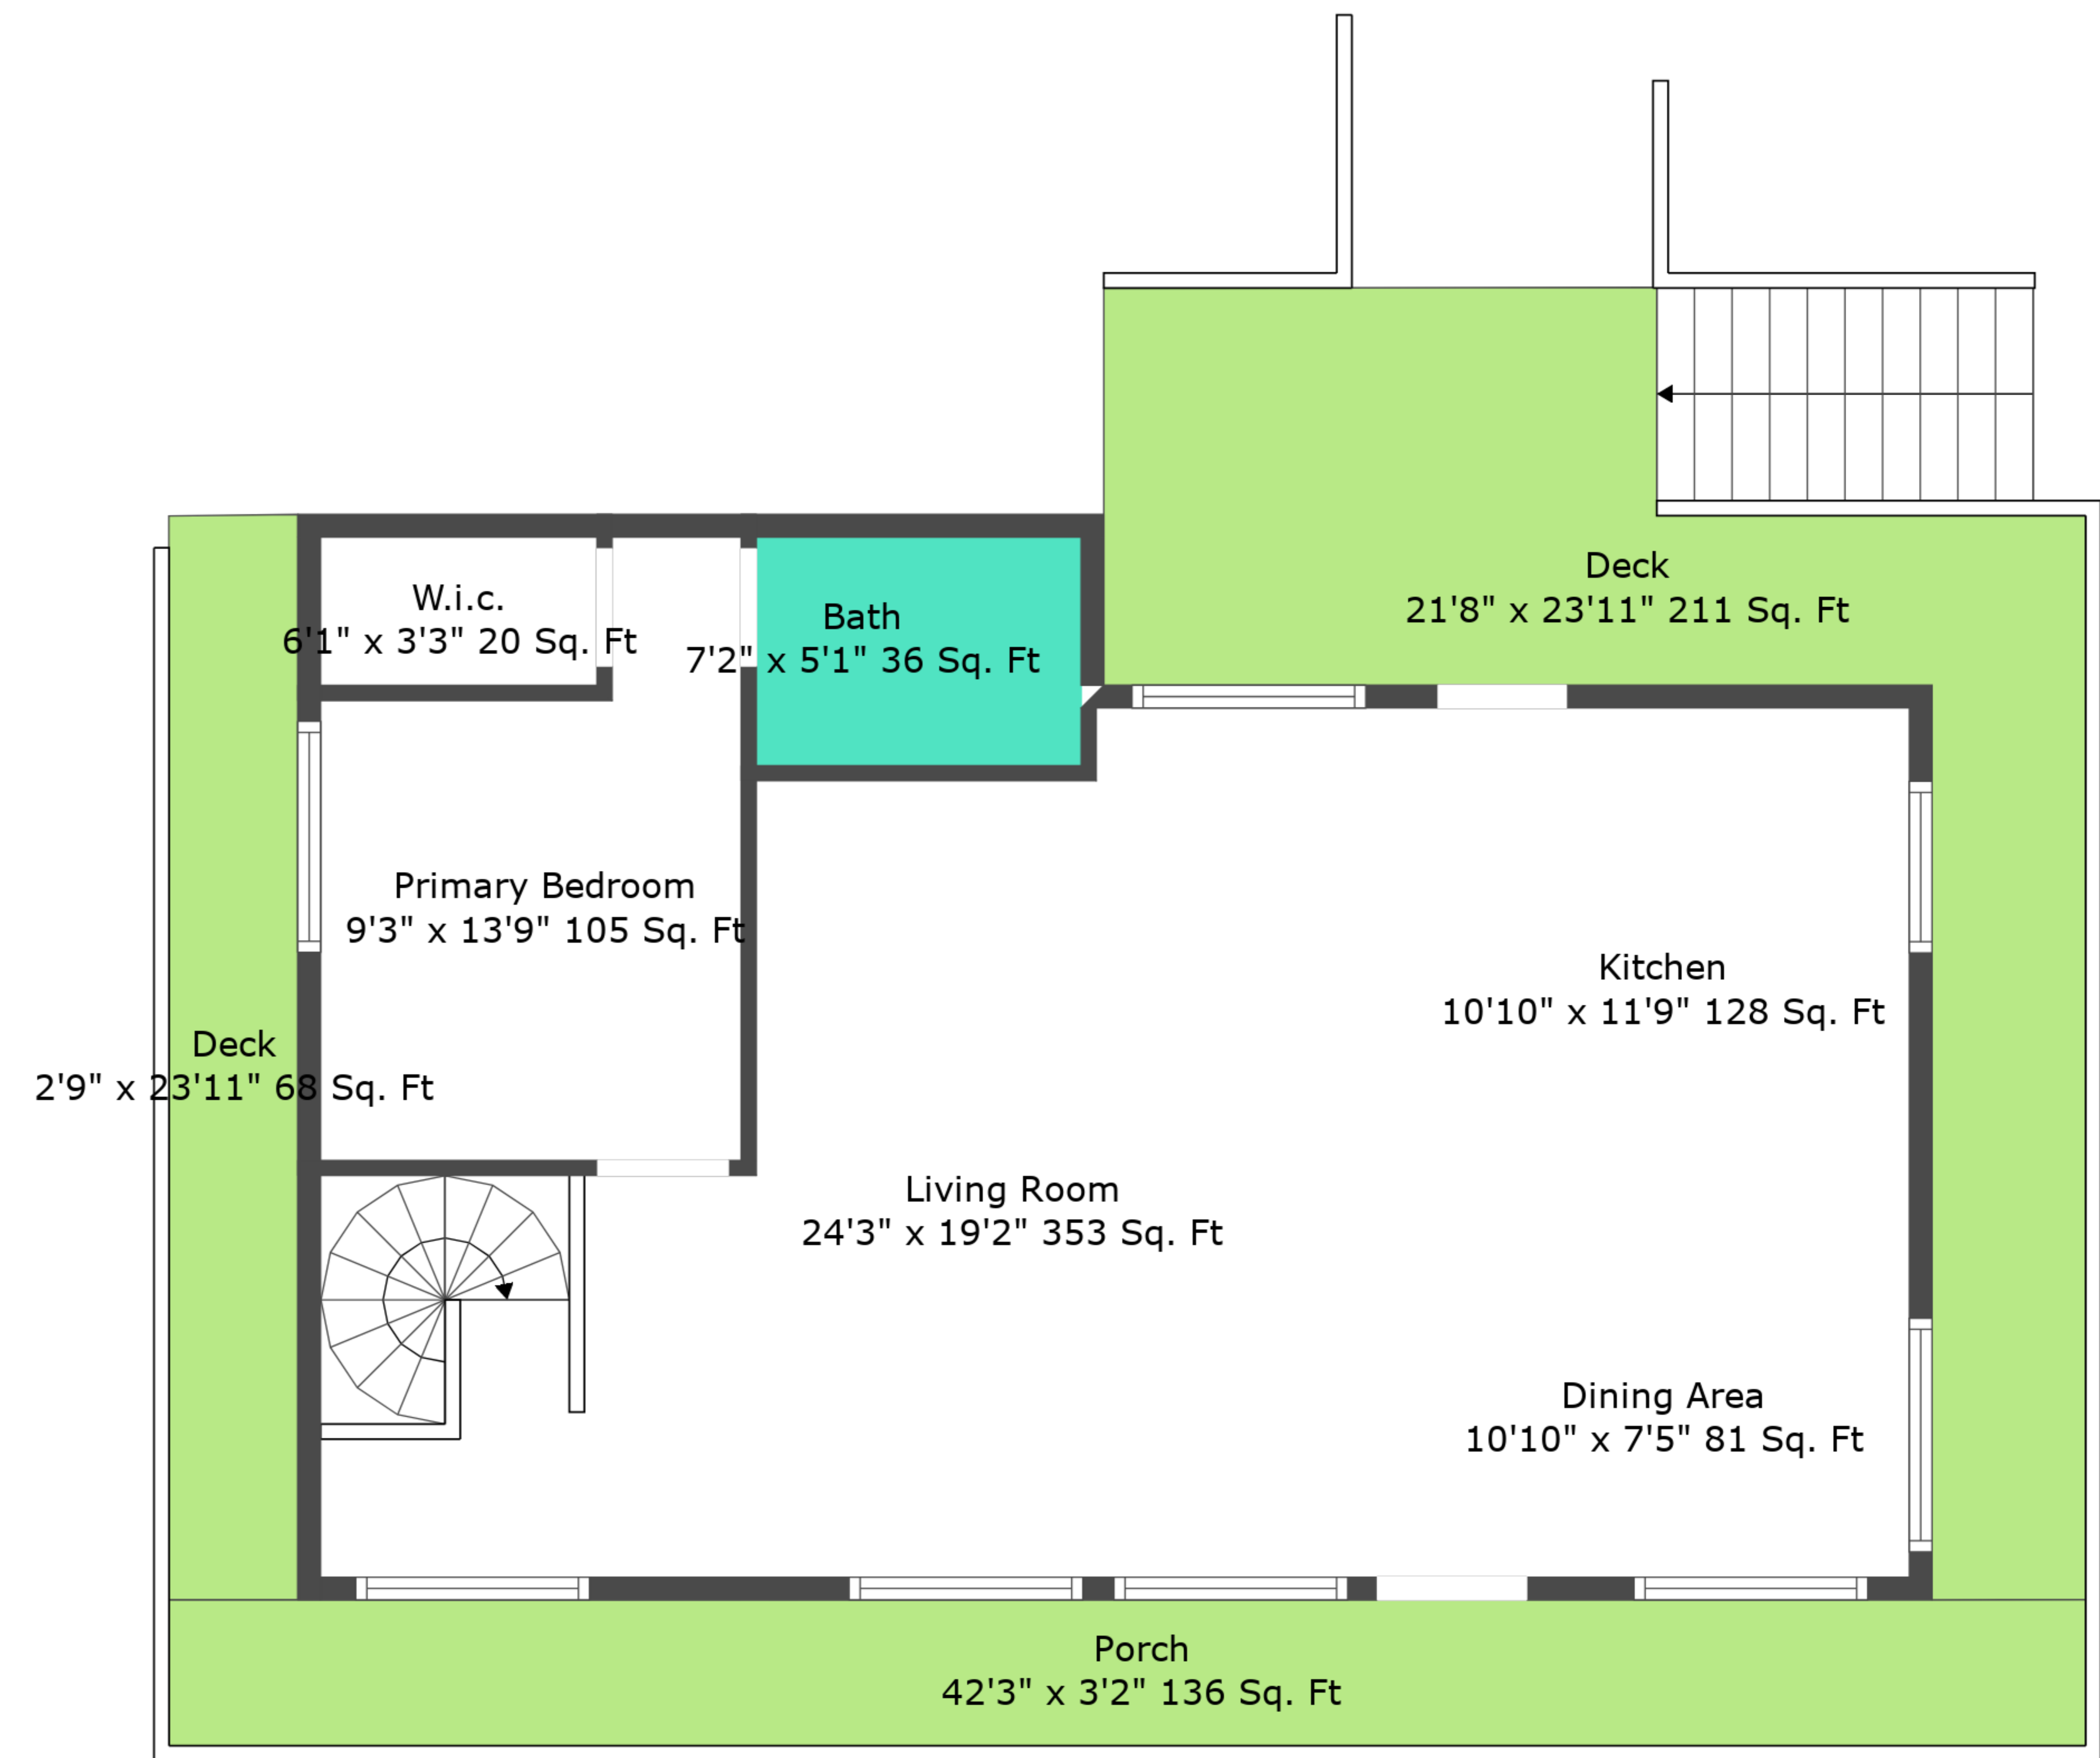 Deck
21'8" x 23'11" 211 Sq. Ft
W.i.c.
6'1" x 3'3" 20 Sq. Ft
Bath
7'2" x 5'1" 36 Sq. Ft
Primary Bedroom
9'3" x 13'9" 105 Sq. Ft
Kitchen
10'10" x 11'9" 128 Sq. Ft
Deck
2'9" x 23'11" 68 Sq. Ft
Living Room
24'3" x 19'2" 353 Sq. Ft
Dining Area
10'10" x 7'5" 81 Sq. Ft
Porch
42'3" x 3'2" 136 Sq. Ft